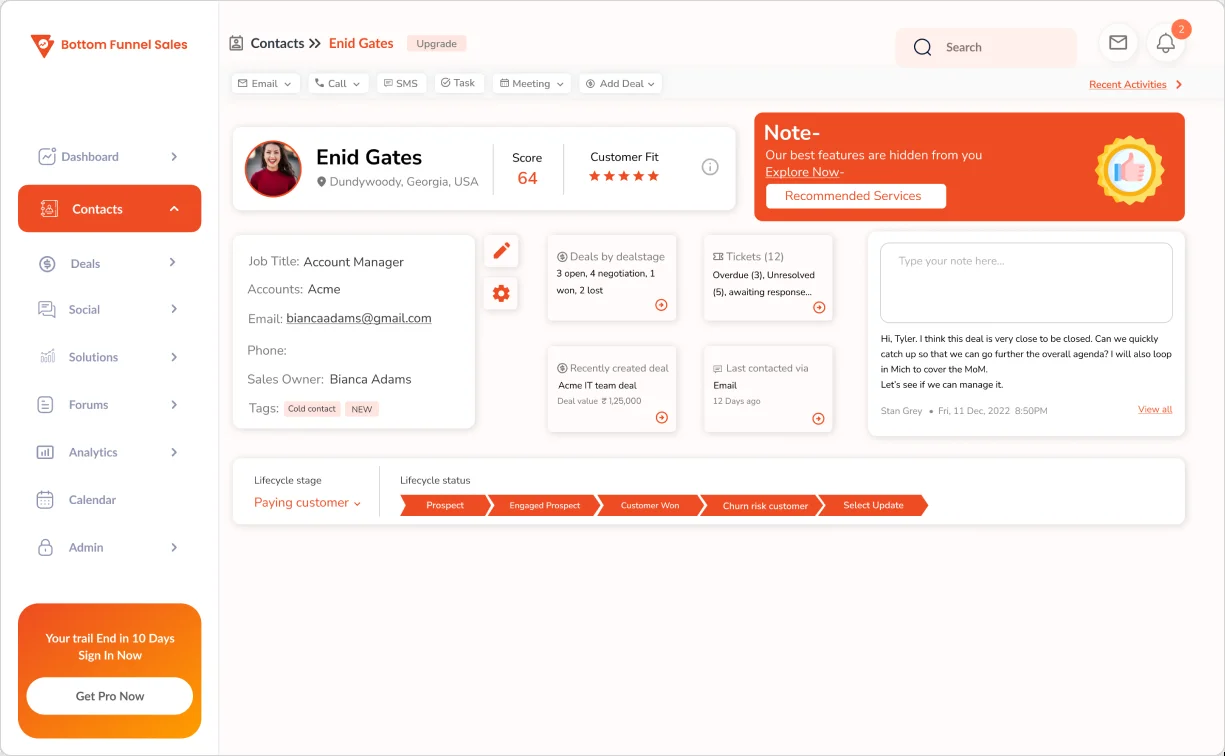 Bottom Funnel Sales
Contacts Enid Gates Upgrade
Search
2
Email Call SMS Task Meeting Add Deal
Recent Activities
Dashboard
Contacts
Deals
Social
Solutions
Forums
Analytics
Calendar
Admin
Your trail End in 10 Days
Sign In Now
Get Pro Now
Enid Gates
Dundywoody, Georgia, USA
Score
64
Customer Fit
Note-
Our best features are hidden from you
Explore Now-
Recommended Services
Job Title: Account Manager
Accounts: Acme
Email: biancaadams@gmail.com
Phone:
Sales Owner: Bianca Adams
Tags: Cold contact NEW
Deals by dealstage
3 open, 4 negotiation, 1
won, 2 lost
Tickets (12)
Overdue (3), Unresolved
(5), awaiting response...
Recently created deal
Acme IT team deal
Deal value ₹ 1,25,000
Last contacted via
Email
12 Days ago
Type your note here...
Hi, Tyler. I think this deal is very close to be closed. Can we quickly
catch up so that we can go further the overall agenda? I will also loop
in Mich to cover the MoM.
Let's see if we can manage it.
Stan Grey • Fri, 11 Dec, 2022 8:50PM View all
Lifecycle stage
Paying customer
Lifecycle status
Prospect Engaged Prospect Customer Won Churn risk customer Select Update